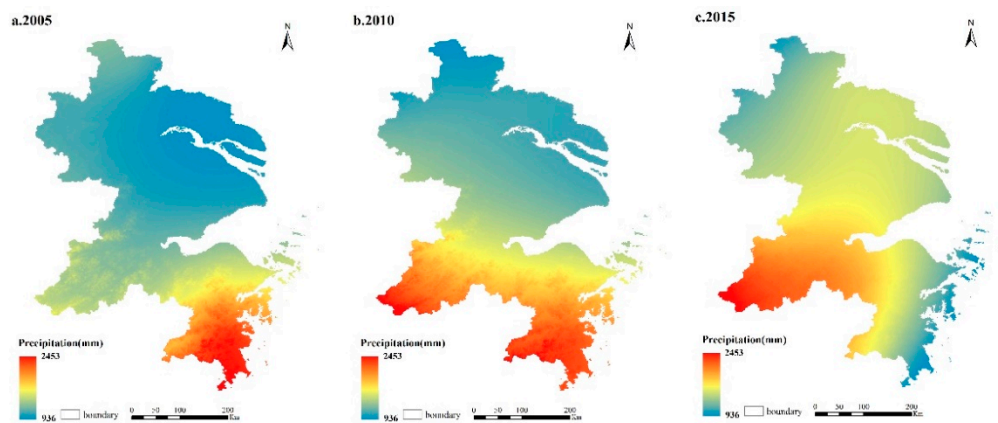 a.2005
N
Precipitation(mm)
2453
936
boundary
0 50 100 200
Km
b.2010
N
Precipitation(mm)
2453
936
boundary
0 50 100 200
Km
c.2015
N
Precipitation(mm)
2453
936
boundary
0 50 100 200
Km